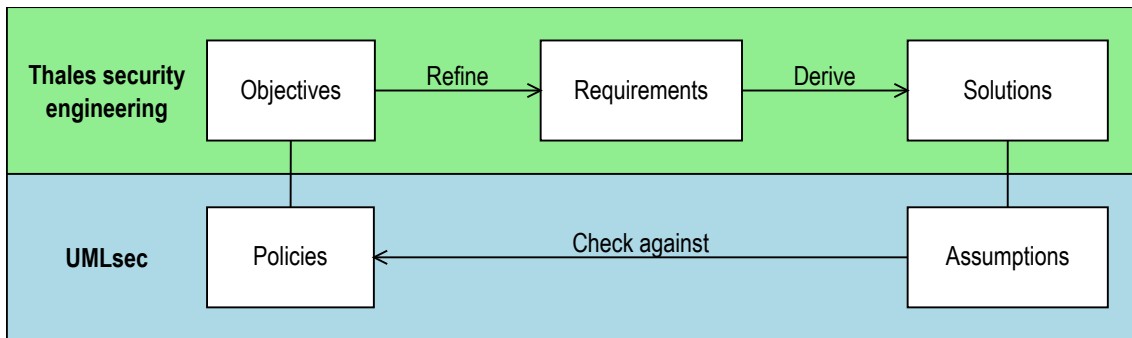 Thales security
engineering
Objectives
Refine
Requirements
Derive
Solutions
UMLsec
Policies
Check against
Assumptions